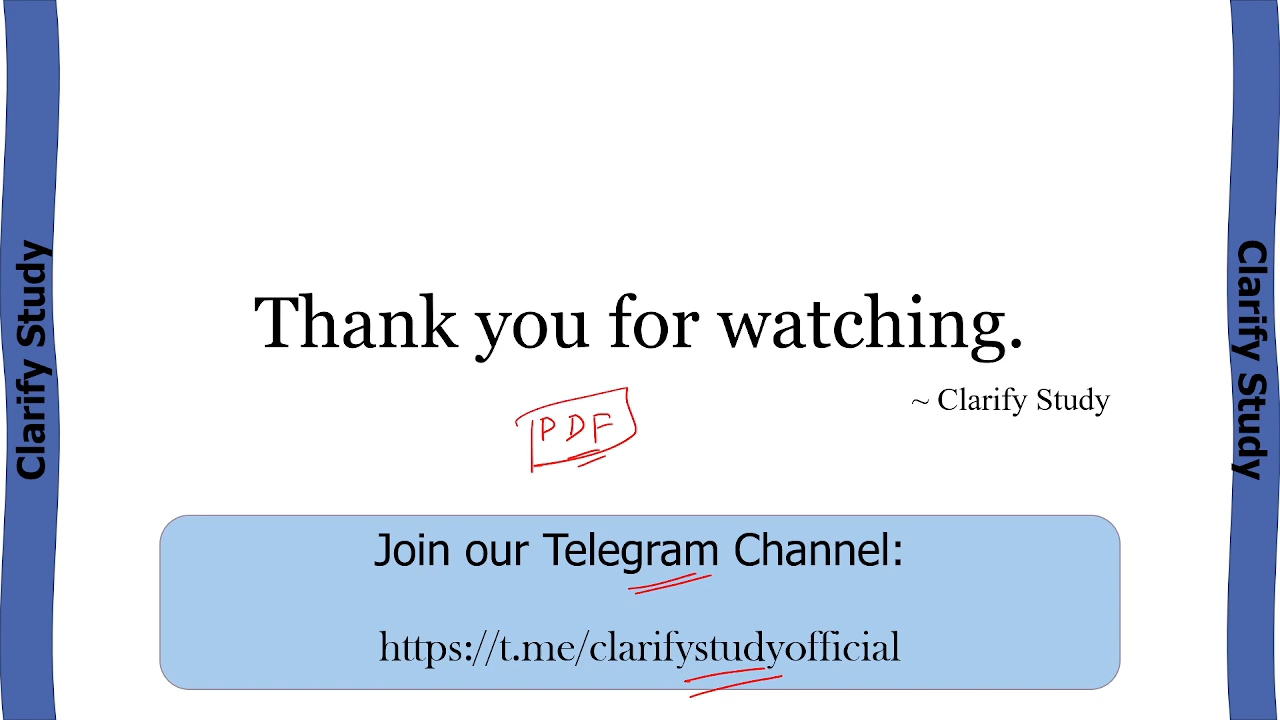 Clarify Study
Thank you for watching.
~ Clarify Study
PDF
Join our Telegram Channel:
https://t.me/clarifystudyofficial
Clarify Study